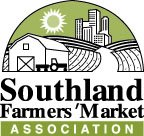 Southland
Farmers' Market
ASSOCIATION